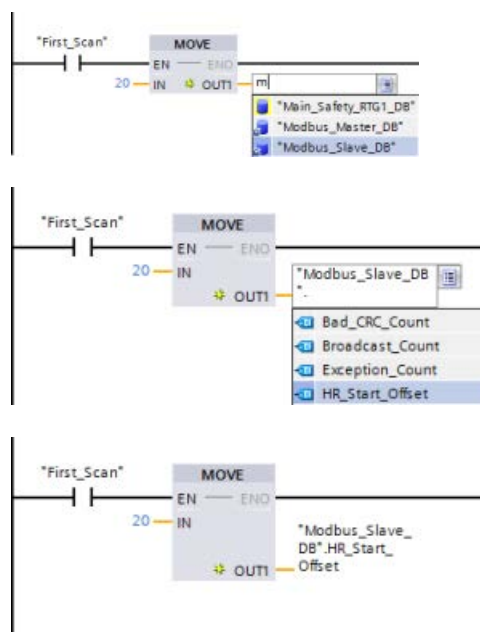 "First_Scan"
MOVE
EN ENO
20 IN OUT1 m
"Main_Safety_RTG1_DB"
"Modbus_Master_DB"
"Modbus_Slave_DB"
"First_Scan"
MOVE
EN ENO
20 IN
"Modbus_Slave_DB
".
OUT1
Bad_CRC_Count
Broadcast_Count
Exception_Count
HR_Start_Offset
"First_Scan"
MOVE
EN ENO
20 IN
"Modbus_Slave_
DB".HR_Start_
OUT1 Offset